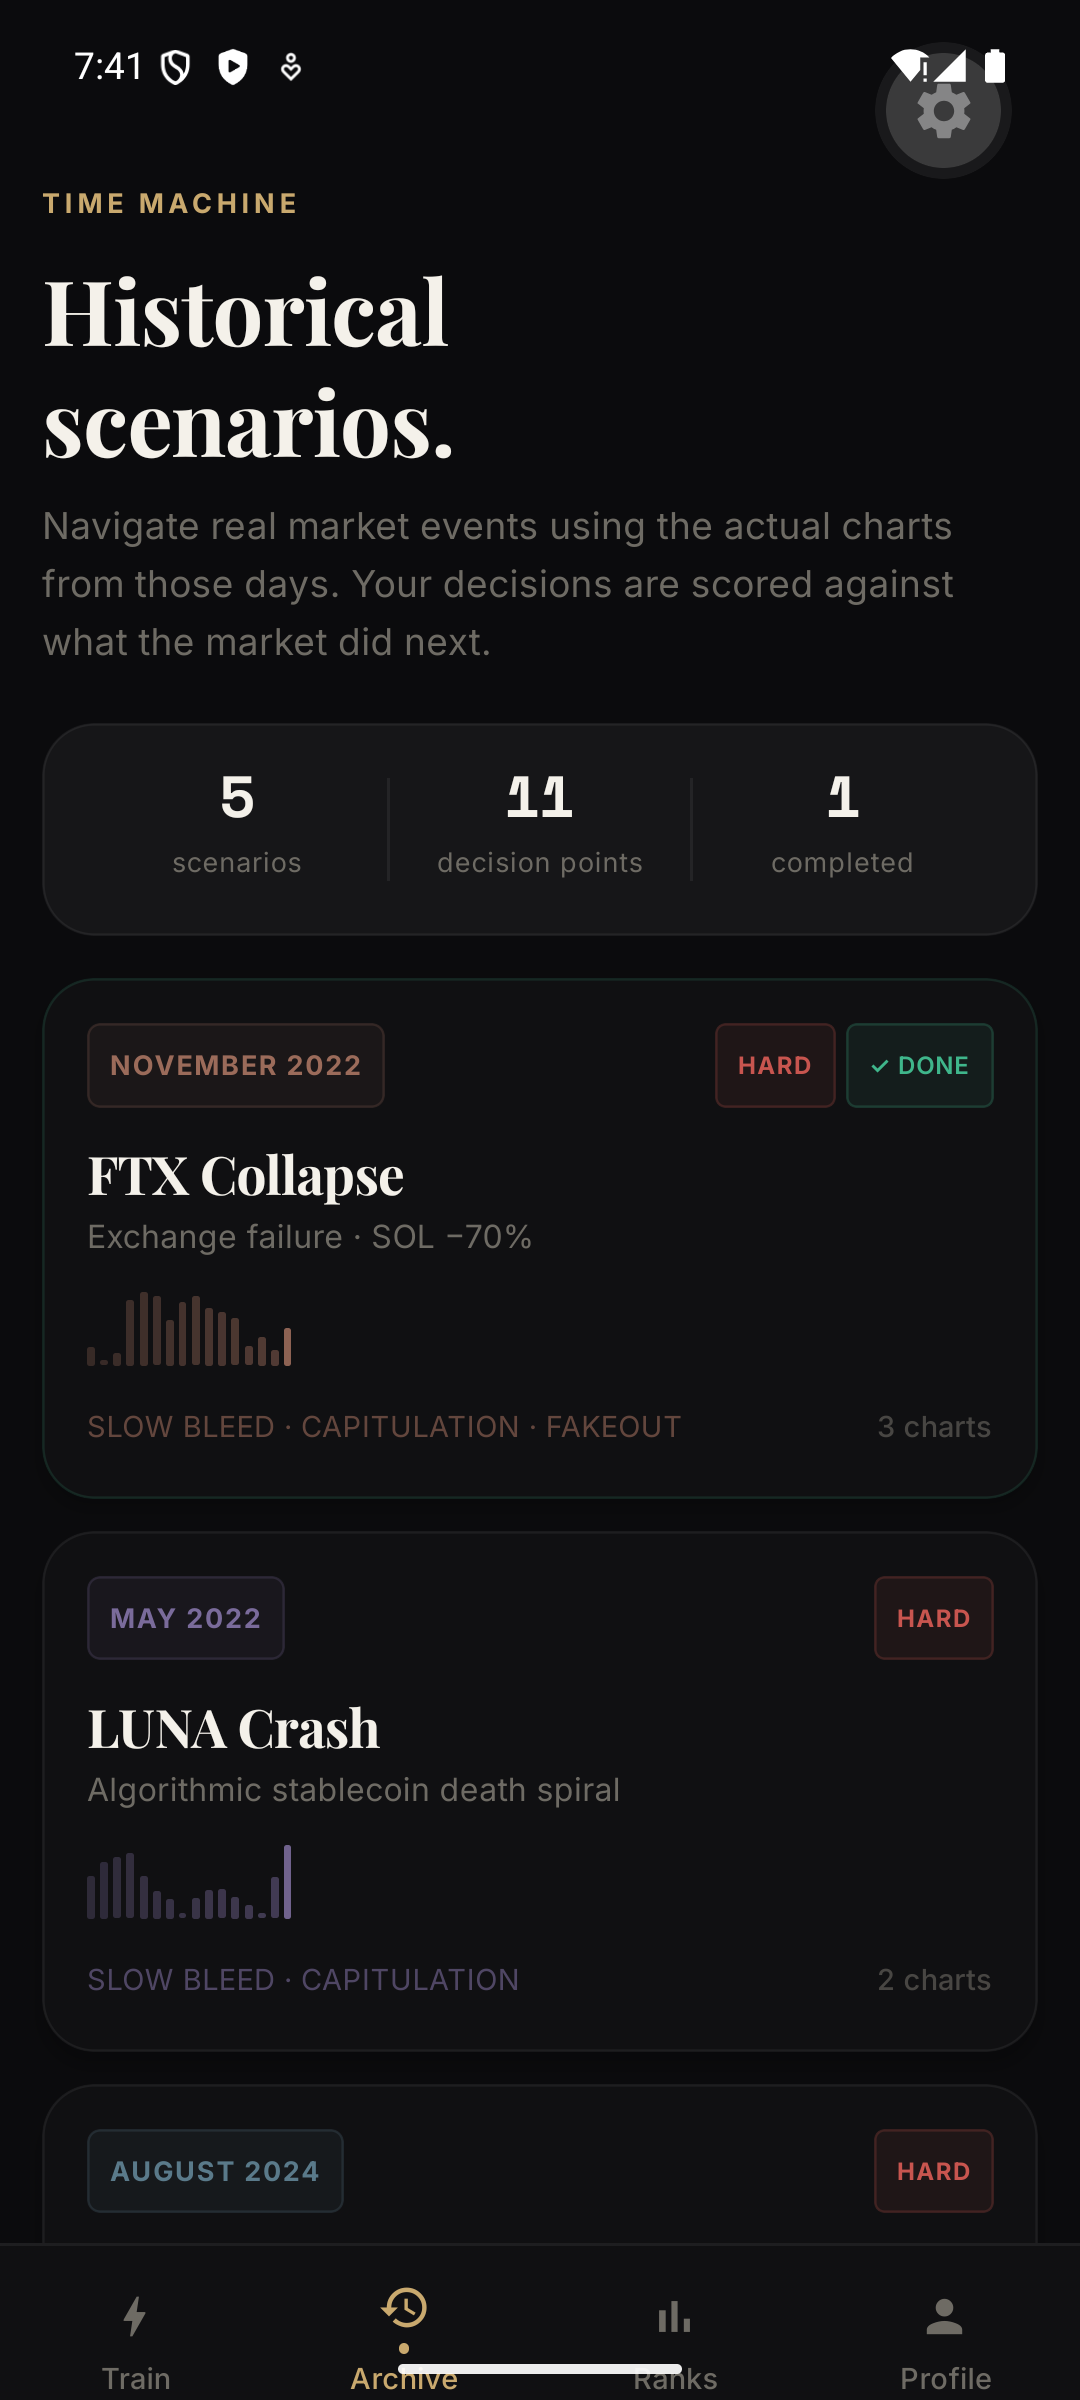 7:41
TIME MACHINE
Historical
scenarios.
Navigate real market events using the actual charts
from those days. Your decisions are scored against
what the market did next.
5
scenarios
11
decision points
1
completed
NOVEMBER 2022
HARD
✓ DONE
FTX Collapse
Exchange failure · SOL −70%
SLOW BLEED · CAPITULATION · FAKEOUT
3 charts
MAY 2022
HARD
LUNA Crash
Algorithmic stablecoin death spiral
SLOW BLEED · CAPITULATION
2 charts
AUGUST 2024
HARD
Train
Archive
Ranks
Profile